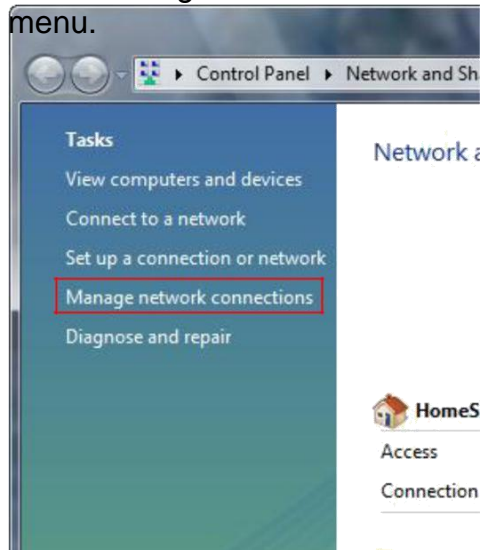 menu.
Control Panel ▸ Network and Sh
Tasks
Network a
View computers and devices
Connect to a network
Set up a connection or network
Manage network connections
Diagnose and repair
HomeS
Access
Connection